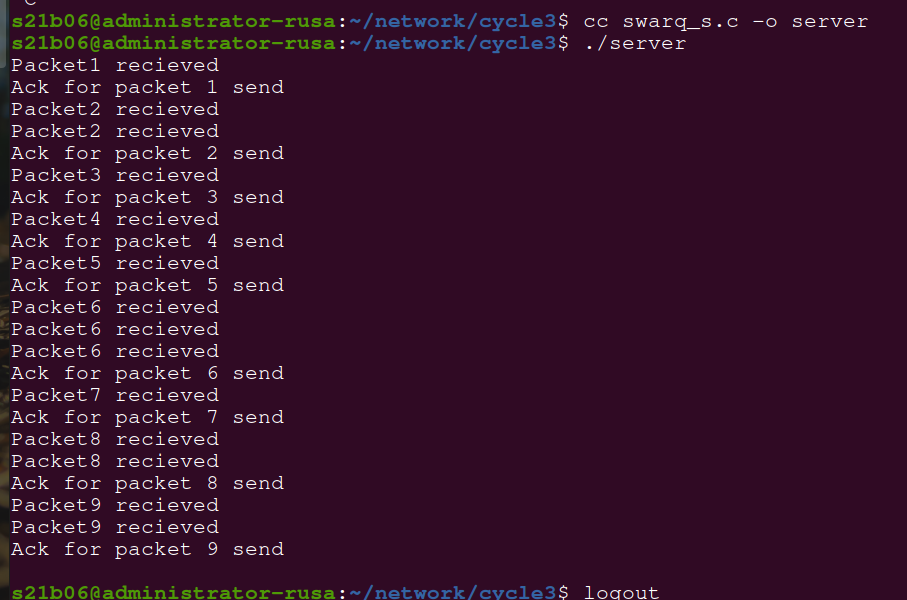 s21b06@administrator-rusa:~/network/cycle3$ cc swarq_s.c -o server
s21b06@administrator-rusa:~/network/cycle3$ ./server
Packet1 recieved
Ack for packet 1 send
Packet2 recieved
Packet2 recieved
Ack for packet 2 send
Packet3 recieved
Ack for packet 3 send
Packet4 recieved
Ack for packet 4 send
Packet5 recieved
Ack for packet 5 send
Packet6 recieved
Packet6 recieved
Packet6 recieved
Ack for packet 6 send
Packet7 recieved
Ack for packet 7 send
Packet8 recieved
Packet8 recieved
Ack for packet 8 send
Packet9 recieved
Packet9 recieved
Ack for packet 9 send
s21b06@administrator-rusa:~/network/cycle3$ logout